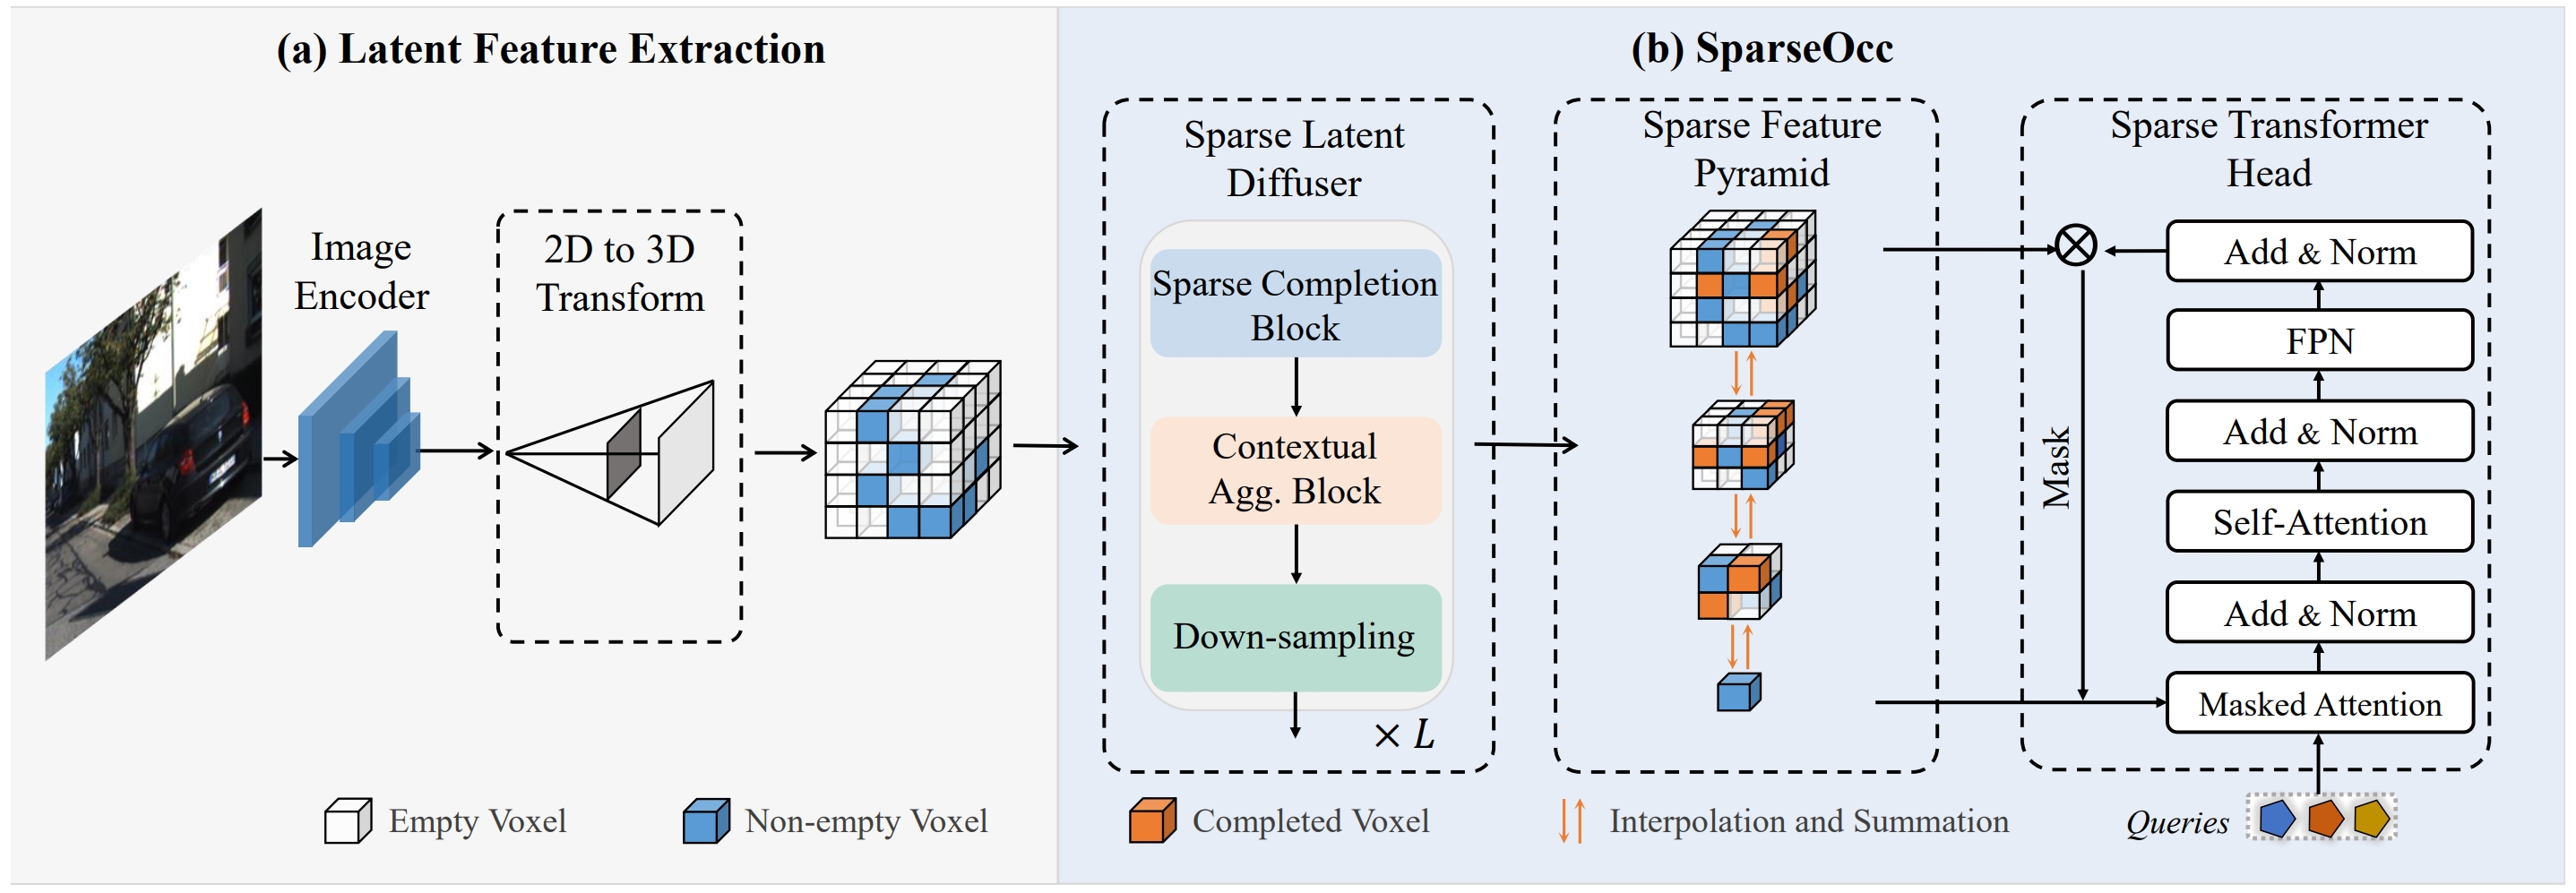 (a) Latent Feature Extraction
Image
Encoder
2D to 3D
Transform
(b) SparseOcc
Sparse Latent
Diffuser
Sparse Completion
Block
Contextual
Agg. Block
Down-sampling
× L
Sparse Feature
Pyramid
Sparse Transformer
Head
Add & Norm
FPN
Add & Norm
Self-Attention
Add & Norm
Masked Attention
Mask
Empty Voxel
Non-empty Voxel
Completed Voxel
Interpolation and Summation
Queries